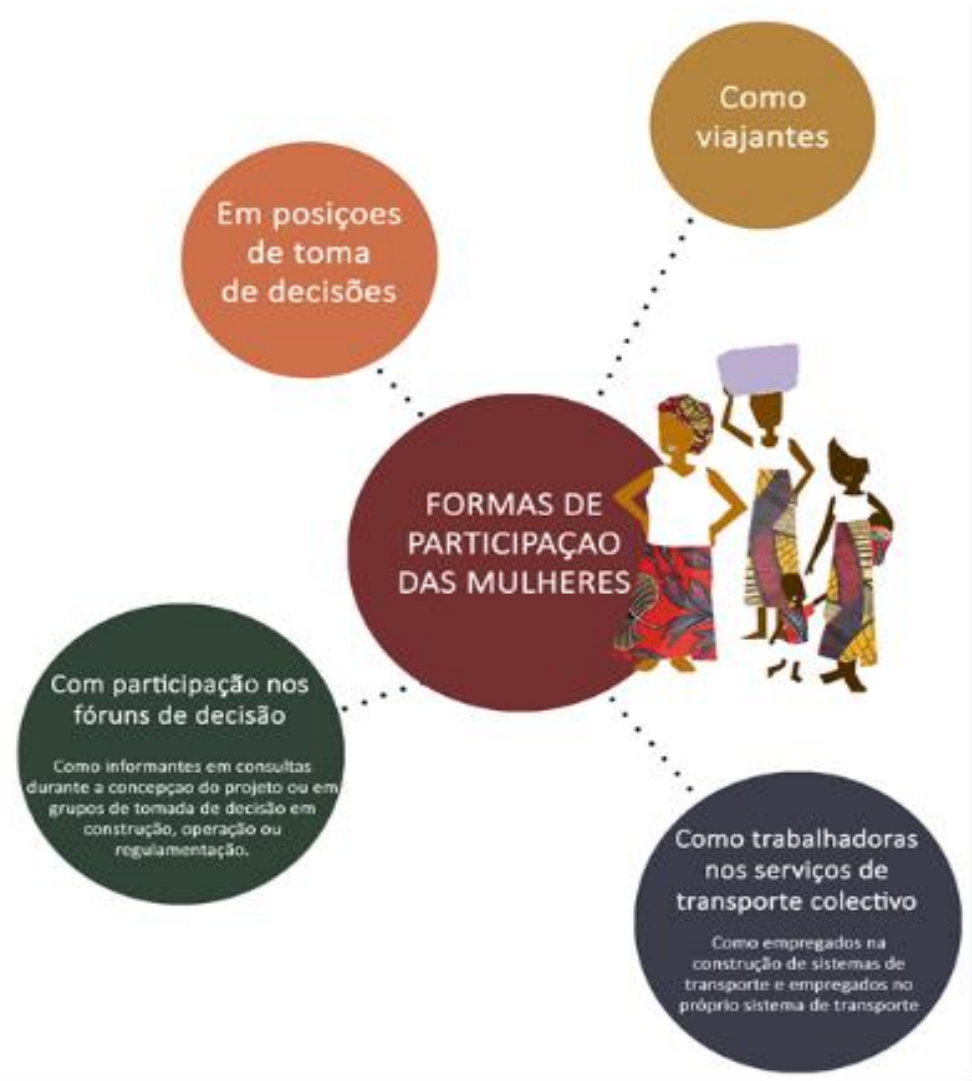 Como
viajantes
Em posiçoes
de toma
de decisões
FORMAS DE
PARTICIPAÇAO
DAS MULHERES
Com participação nos
fóruns de decisão
Como informantes em consultas
durante a concepçao do projeto ou em
grupos de tomada de decisão em
construção, operação ou
regulamentação.
Como trabalhadoras
nos serviços de
transporte colectivo
Como empregados na
construção de sistemas de
transporte e empregados no
próprio sistema de transporte